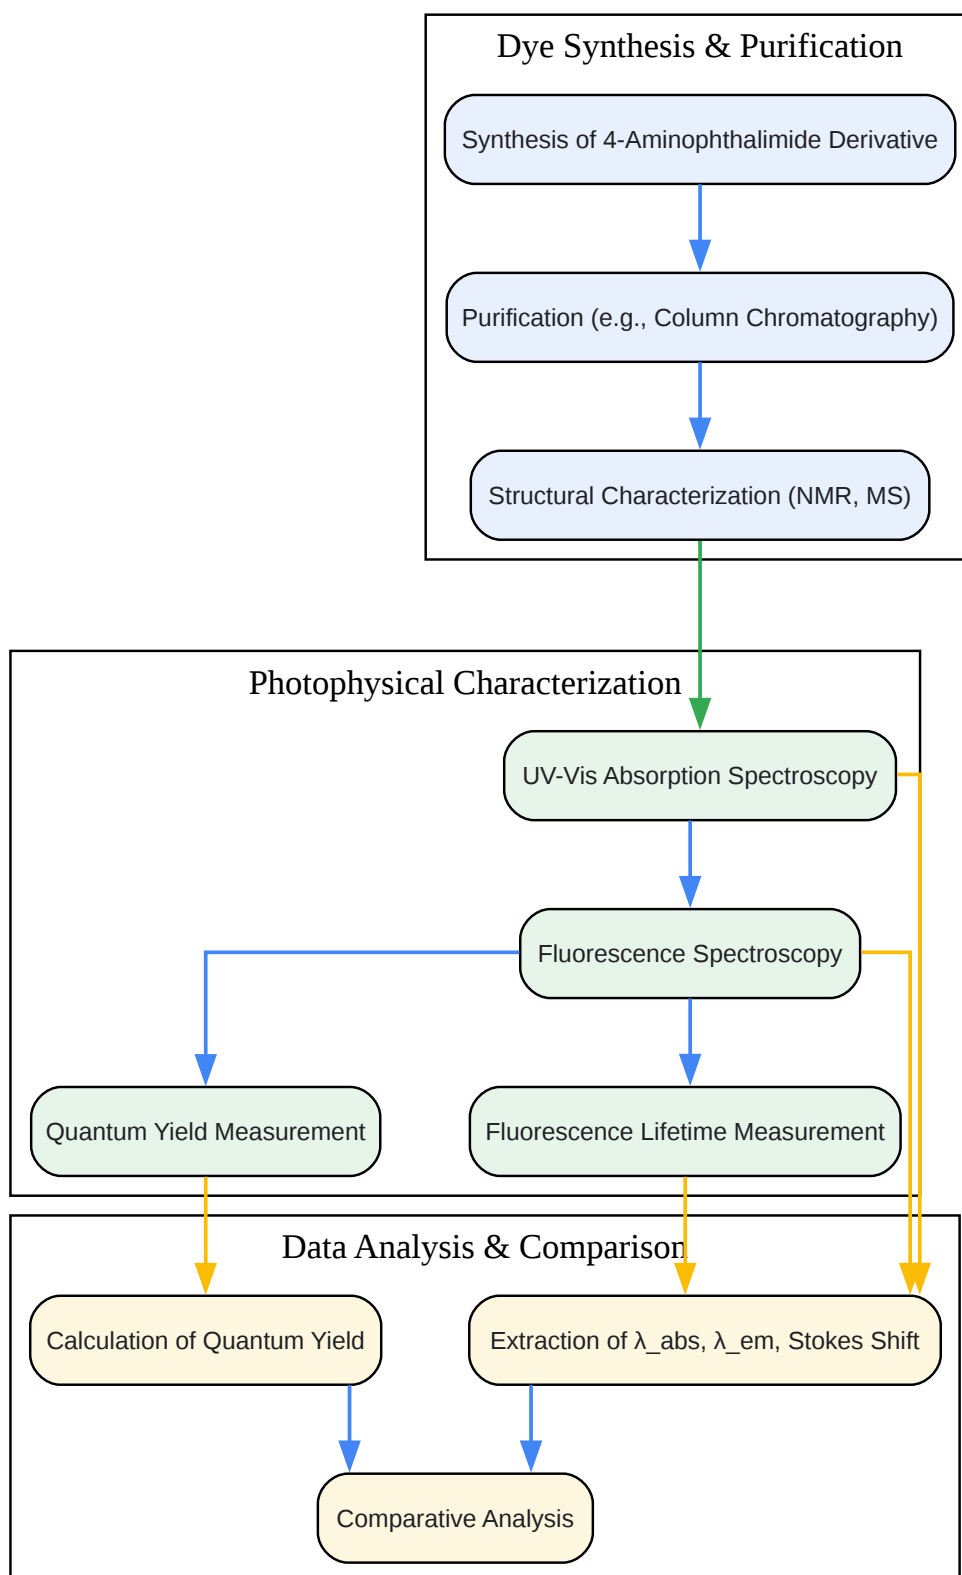 Dye Synthesis & Purification
Synthesis of 4-Aminophthalimide Derivative
Purification (e.g., Column Chromatography)
Structural Characterization (NMR, MS)
Photophysical Characterization
UV-Vis Absorption Spectroscopy
Fluorescence Spectroscopy
Quantum Yield Measurement
Fluorescence Lifetime Measurement
Data Analysis & Comparison
Calculation of Quantum Yield
Extraction of λ_abs, λ_em, Stokes Shift
Comparative Analysis